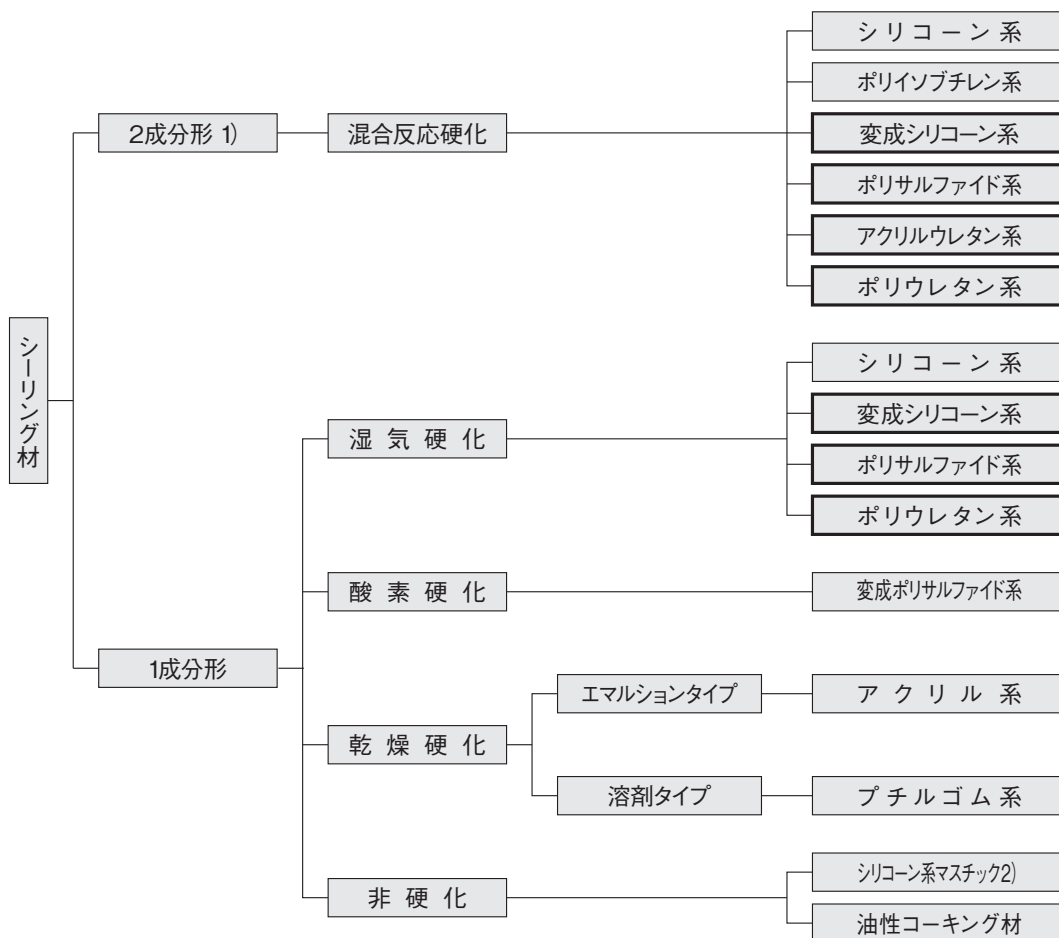 シーリング材
2成分形 1)
混合反応硬化
シリコーン系
ポリイソブチレン系
変成シリコーン系
ポリサルファイド系
アクリルウレタン系
ポリウレタン系
1成分形
湿気硬化
シリコーン系
変成シリコーン系
ポリサルファイド系
ポリウレタン系
酸素硬化
変成ポリサルファイド系
乾燥硬化
エマルションタイプ
アクリル系
溶剤タイプ
ブチルゴム系
非硬化
シリコーン系マスチック2)
油性コーキング材